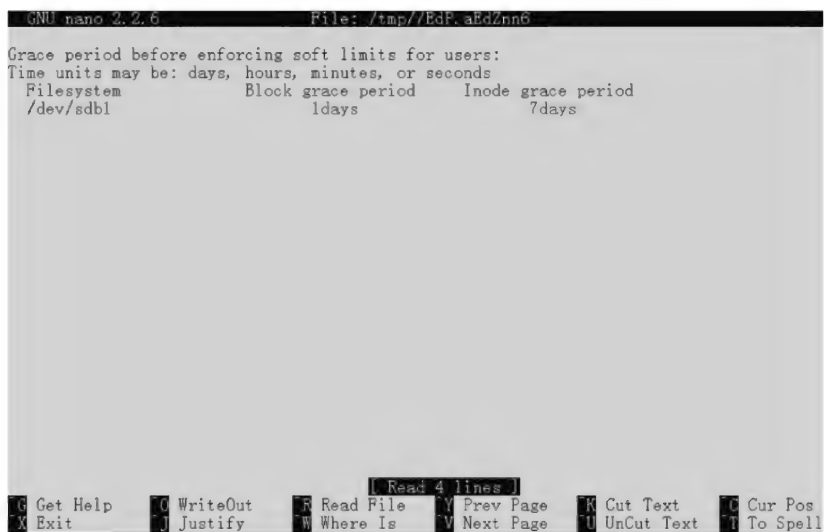 GNU nano 2.2.6 File: /tmp//EdP.aEdZnn6
Grace period before enforcing soft limits for users:
Time units may be: days, hours, minutes, or seconds
Filesystem Block grace period Inode grace period
/dev/sdb1 1days 7days
[ Read 4 lines ]
^G Get Help ^O WriteOut ^R Read File ^Y Prev Page ^K Cut Text ^C Cur Pos
^X Exit ^J Justify ^W Where Is ^V Next Page ^U UnCut Text ^T To Spell